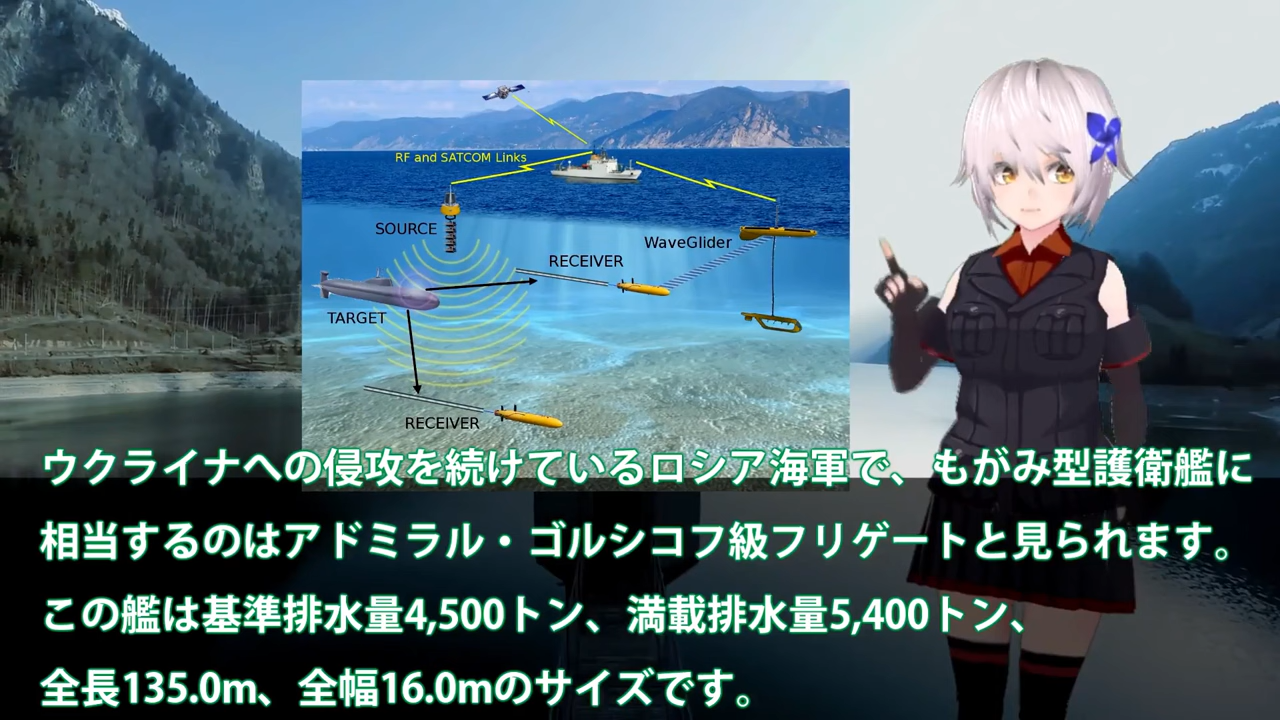 RF and SATCOM Links
SOURCE
WaveGlider
RECEIVER
TARGET
RECEIVER
ウクライナへの侵攻を続けているロシア海軍で、もがみ型護衛艦に
相当するのはアドミラル・ゴルシコフ級フリゲートと見られます。
この艦は基準排水量4,500トン、満載排水量5,400トン、
全長135.0m、全幅16.0mのサイズです。